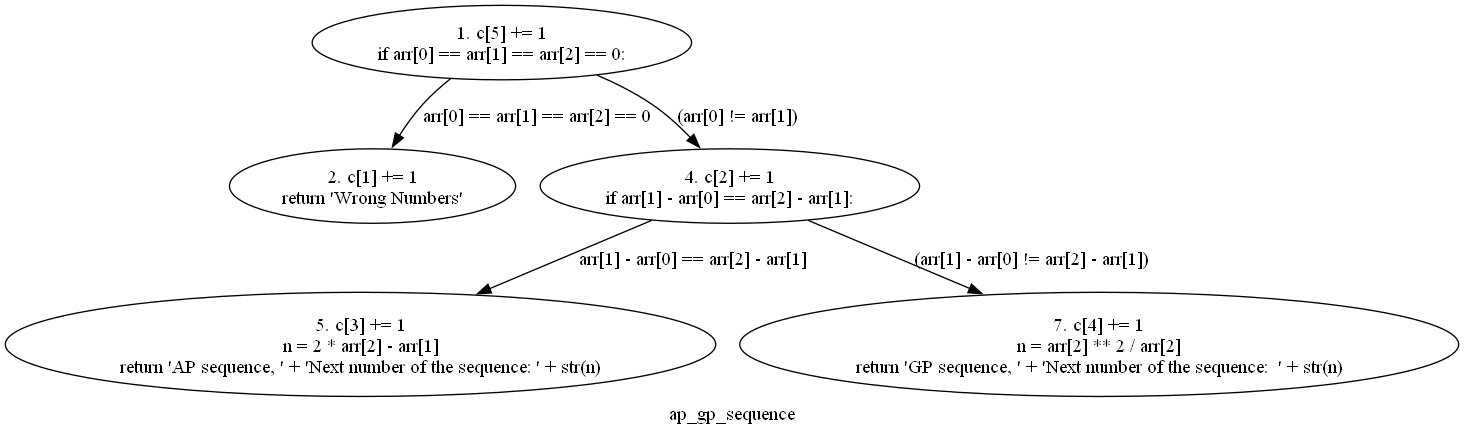 1. c[5] += 1
if arr[0] == arr[1] == arr[2] == 0:
arr[0] == arr[1] == arr[2] == 0
(arr[0] != arr[1])
2. c[1] += 1
return 'Wrong Numbers'
4. c[2] += 1
if arr[1] - arr[0] == arr[2] - arr[1]:
arr[1] - arr[0] == arr[2] - arr[1]
(arr[1] - arr[0] != arr[2] - arr[1])
5. c[3] += 1
n = 2 * arr[2] - arr[1]
return 'AP sequence, ' + 'Next number of the sequence: ' + str(n)
7. c[4] += 1
n = arr[2] ** 2 / arr[2]
return 'GP sequence, ' + 'Next number of the sequence:  ' + str(n)
ap_gp_sequence